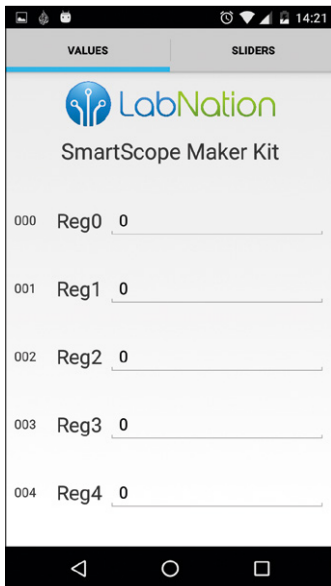 14:21
VALUES SLIDERS
LabNation
SmartScope Maker Kit
000 Reg0 0
001 Reg1 0
002 Reg2 0
003 Reg3 0
004 Reg4 0